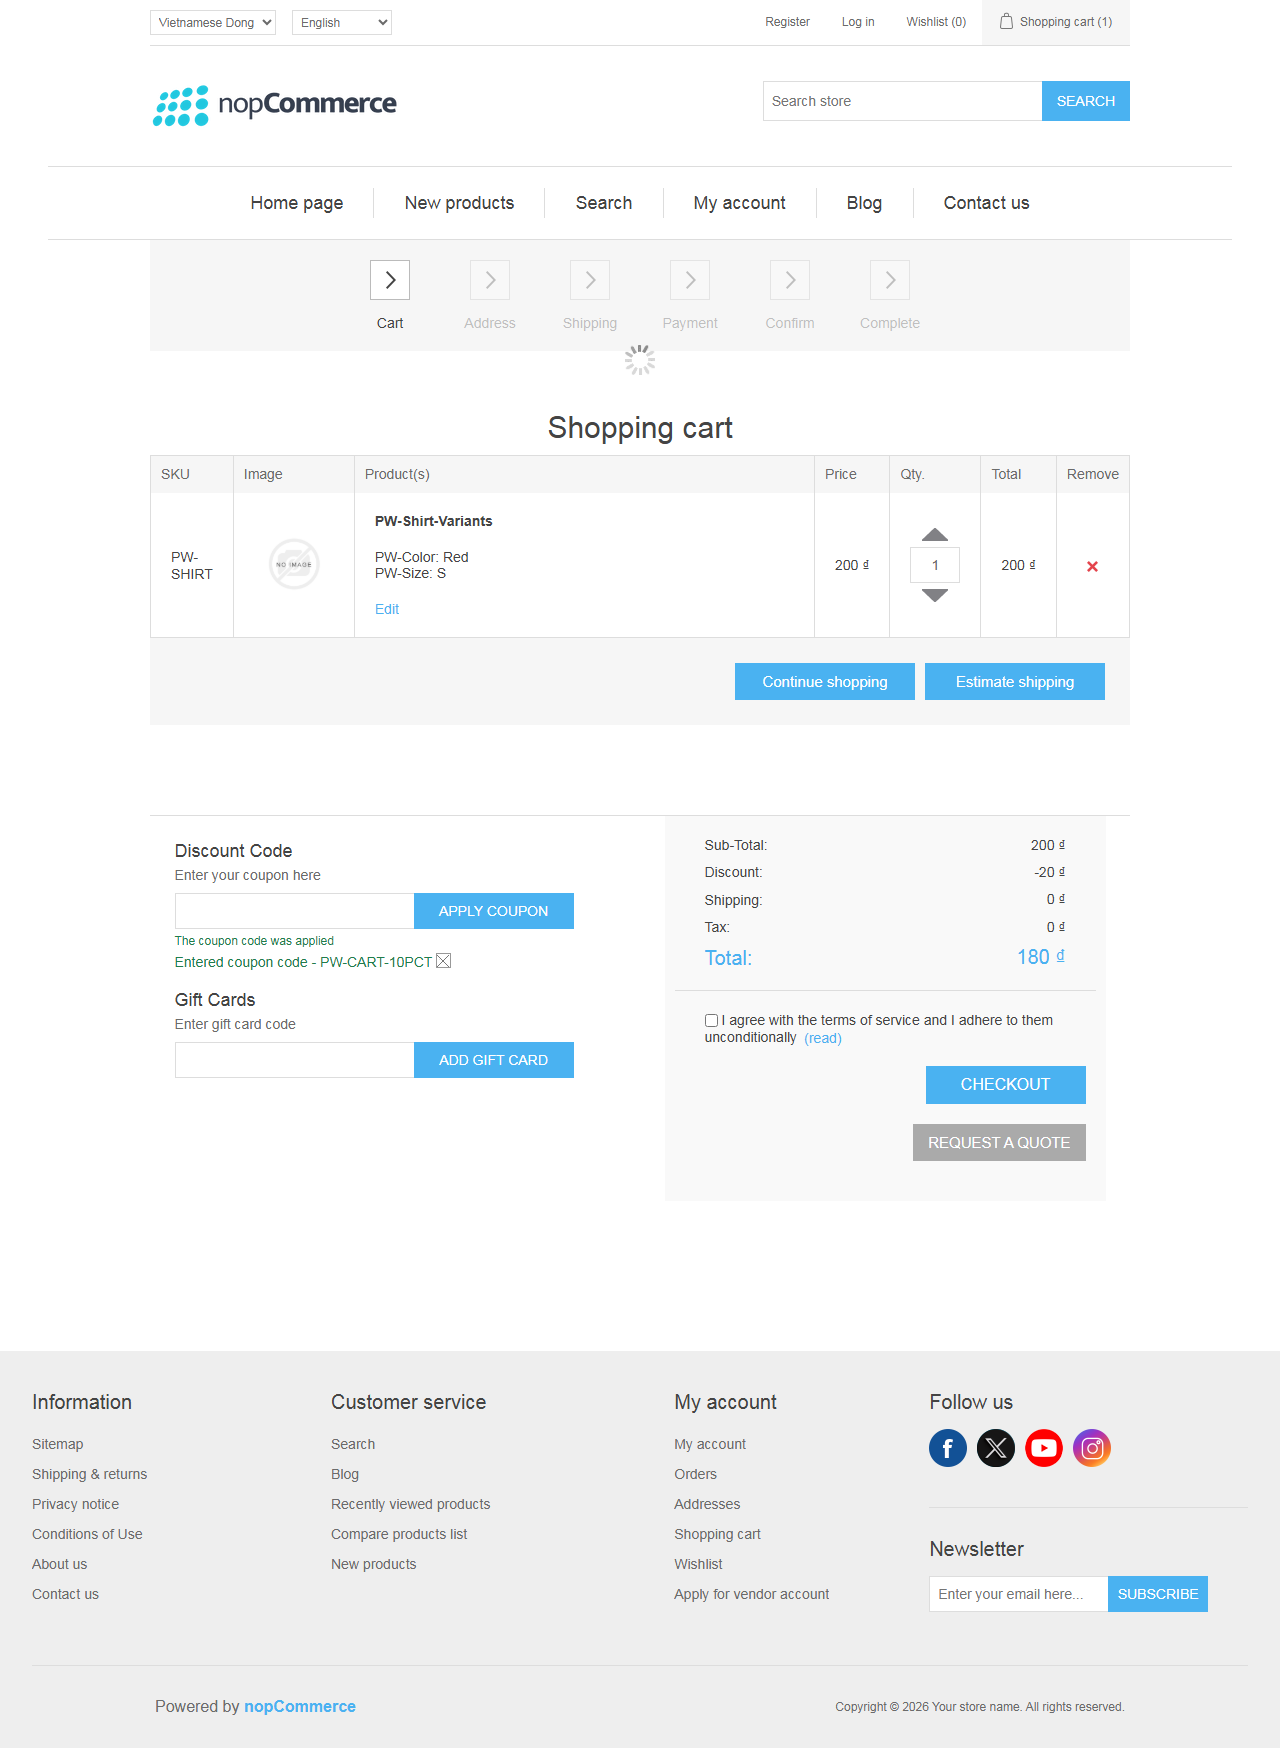 Vietnamese Dong English Register Log in Wishlist (0) Shopping cart (1)
nopCommerce Search store SEARCH
Home page New products Search My account Blog Contact us
Cart Address Shipping Payment Confirm Complete
Shopping cart
SKU Image Product(s) Price Qty. Total Remove
PW-Shirt-Variants
PW-Color: Red
PW-Size: S
Edit
PW-
SHIRT
NO IMAGE
200 ₫ 1 200 ₫
Continue shopping Estimate shipping
Discount Code
Enter your coupon here
APPLY COUPON
The coupon code was applied
Entered coupon code - PW-CART-10PCT
Gift Cards
Enter gift card code
ADD GIFT CARD
Sub-Total: 200 ₫
Discount: -20 ₫
Shipping: 0 ₫
Tax: 0 ₫
Total: 180 ₫
I agree with the terms of service and I adhere to them
unconditionally (read)
CHECKOUT
REQUEST A QUOTE
Information
Sitemap
Shipping & returns
Privacy notice
Conditions of Use
About us
Contact us
Customer service
Search
Blog
Recently viewed products
Compare products list
New products
My account
My account
Orders
Addresses
Shopping cart
Wishlist
Apply for vendor account
Follow us
Newsletter
Enter your email here... SUBSCRIBE
Powered by nopCommerce
Copyright © 2026 Your store name. All rights reserved.